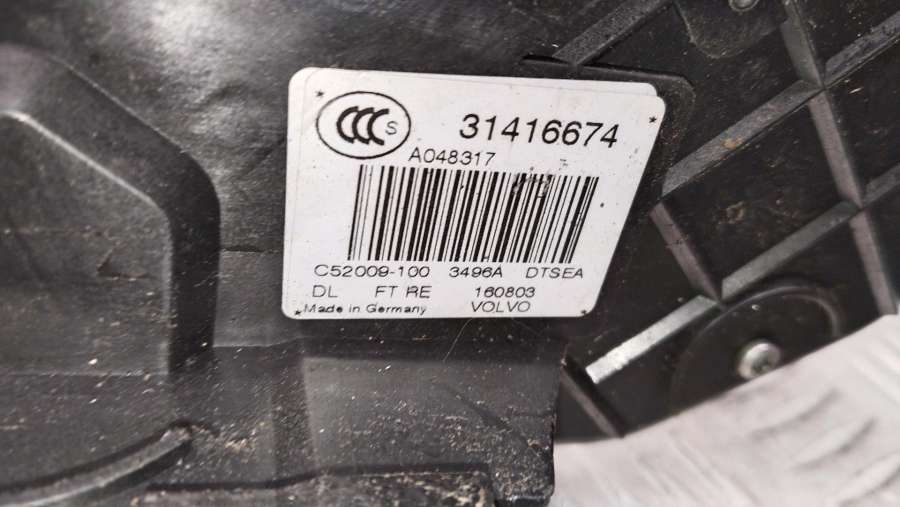 CCC S 31416674
A048317
C52009-100 3496A DTSEA
DL FT RE 160803
Made in Germany VOLVO